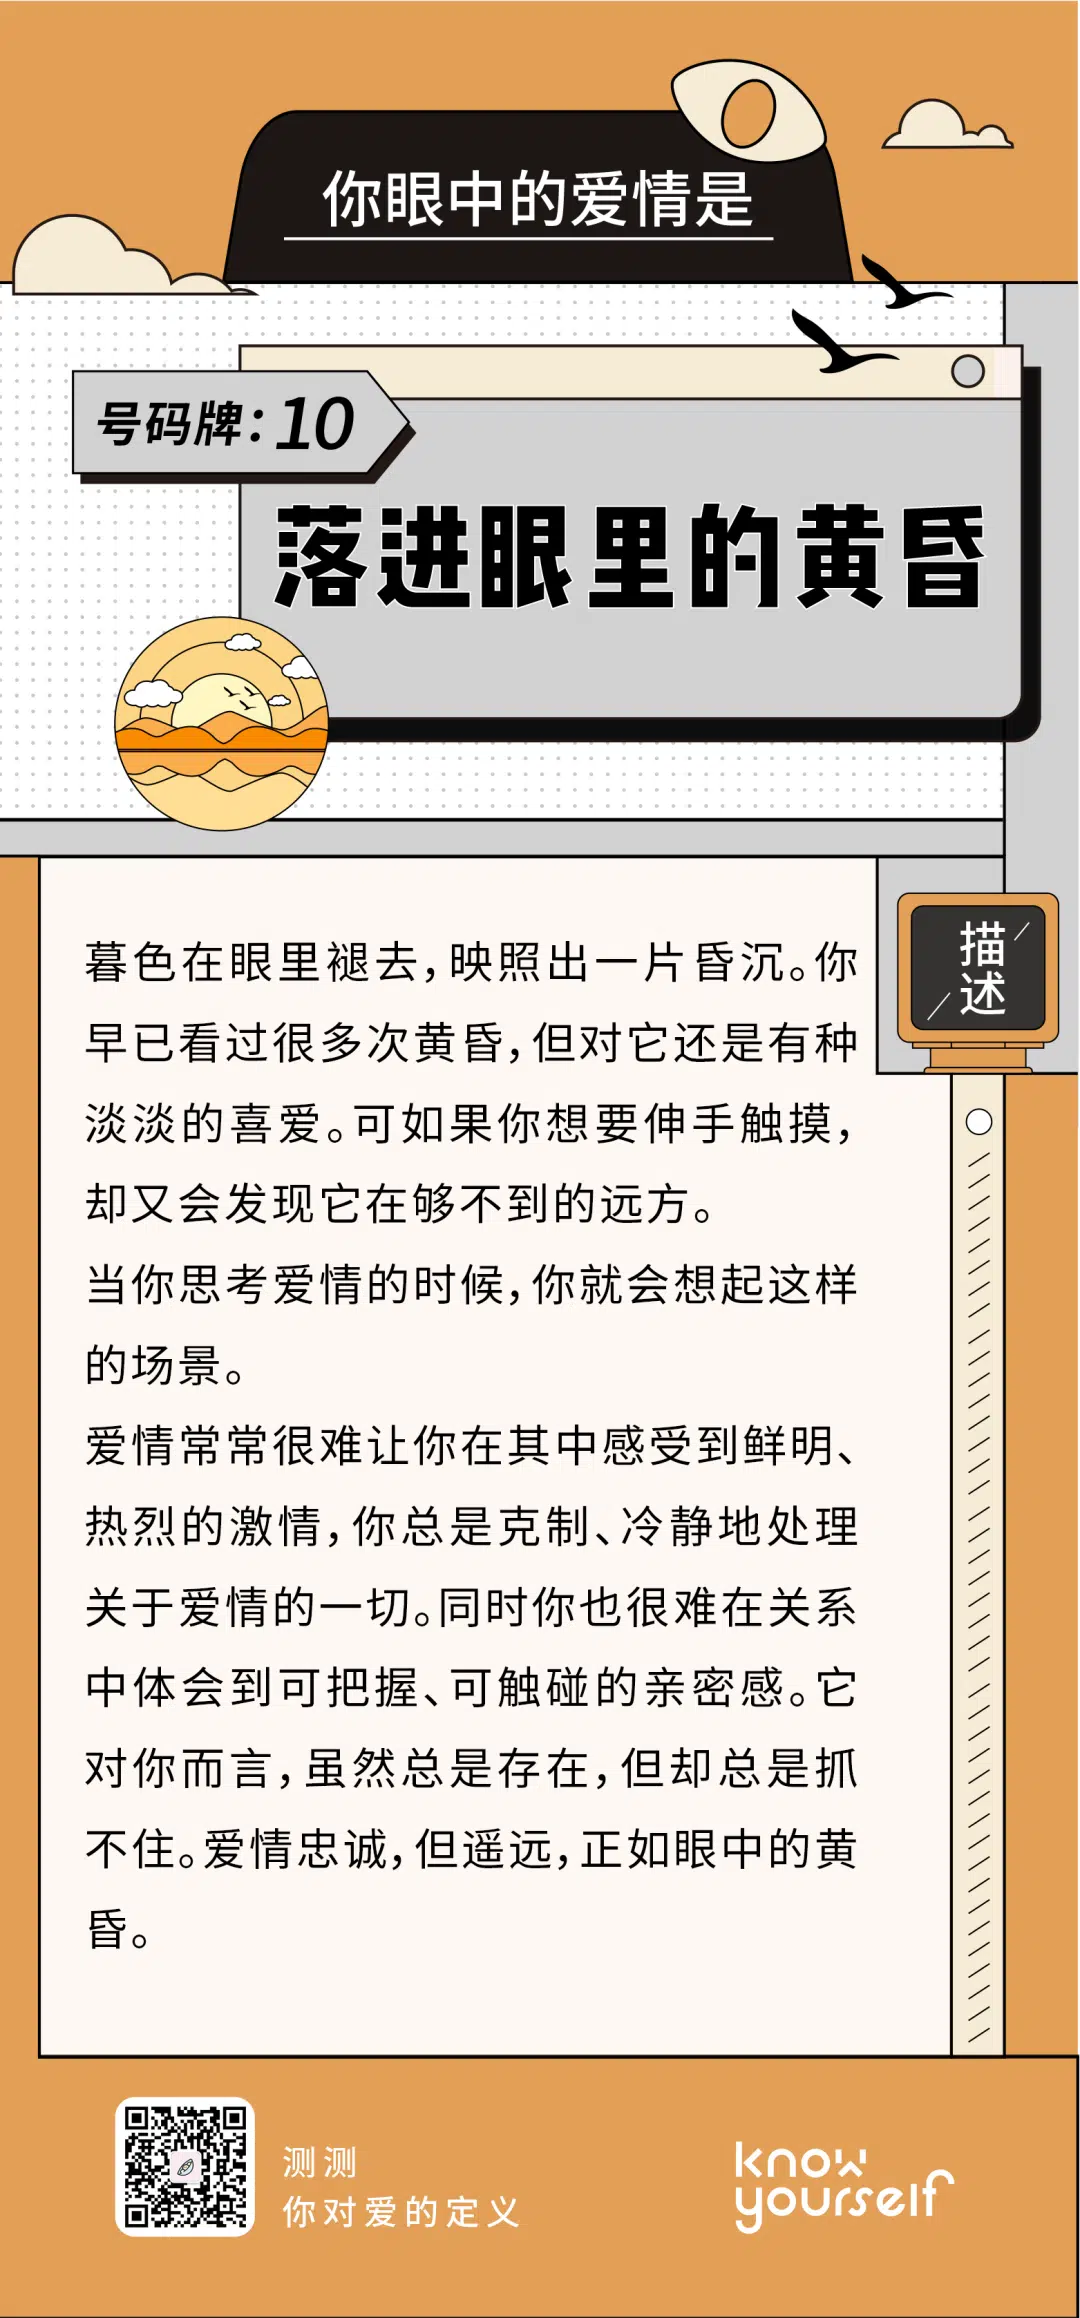 你眼中的爱情是
号码牌：10
落进眼里的黄昏
描述
暮色在眼里褪去，映照出一片昏沉。你
早已看过很多次黄昏，但对它还是有种
淡淡的喜爱。可如果你想要伸手触摸，
却又会发现它在够不到的远方。
当你思考爱情的时候，你就会想起这样
的场景。
爱情常常很难让你在其中感受到鲜明、
热烈的激情，你总是克制、冷静地处理
关于爱情的一切。同时你也很难在关系
中体会到可把握、可触碰的亲密感。它
对你而言，虽然总是存在，但却总是抓
不住。爱情忠诚，但遥远，正如眼中的黄
昏。
测测
你对爱的定义
know
yourself